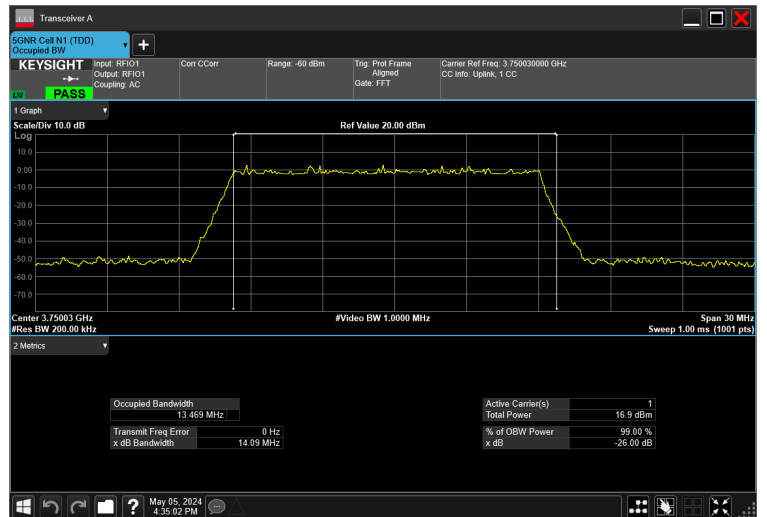 Transceiver A
5GNR Cell N1 (TDD)
Occupied BW
KEYSIGHT
LXI
PASS
Input: RFIO1
Output: RFIO1
Coupling: AC
Corr CCorr
Range: -60 dBm
Trig: Prot Frame
Aligned
Gate: FFT
Carrier Ref Freq: 3.750030000 GHz
CC Info: Uplink, 1 CC
1 Graph
Scale/Div 10.0 dB
Ref Value 20.00 dBm
Log
10.0
0.00
-10.0
-20.0
-30.0
-40.0
-50.0
-60.0
-70.0
Center 3.75003 GHz
#Video BW 1.0000 MHz
Span 30 MHz
#Res BW 200.00 kHz
Sweep 1.00 ms (1001 pts)
2 Metrics
Occupied Bandwidth
13.469 MHz
Transmit Freq Error 0 Hz
x dB Bandwidth 14.09 MHz
Active Carrier(s) 1
Total Power 16.9 dBm
% of OBW Power 99.00 %
x dB -26.00 dB
May 05, 2024
4:35:02 PM